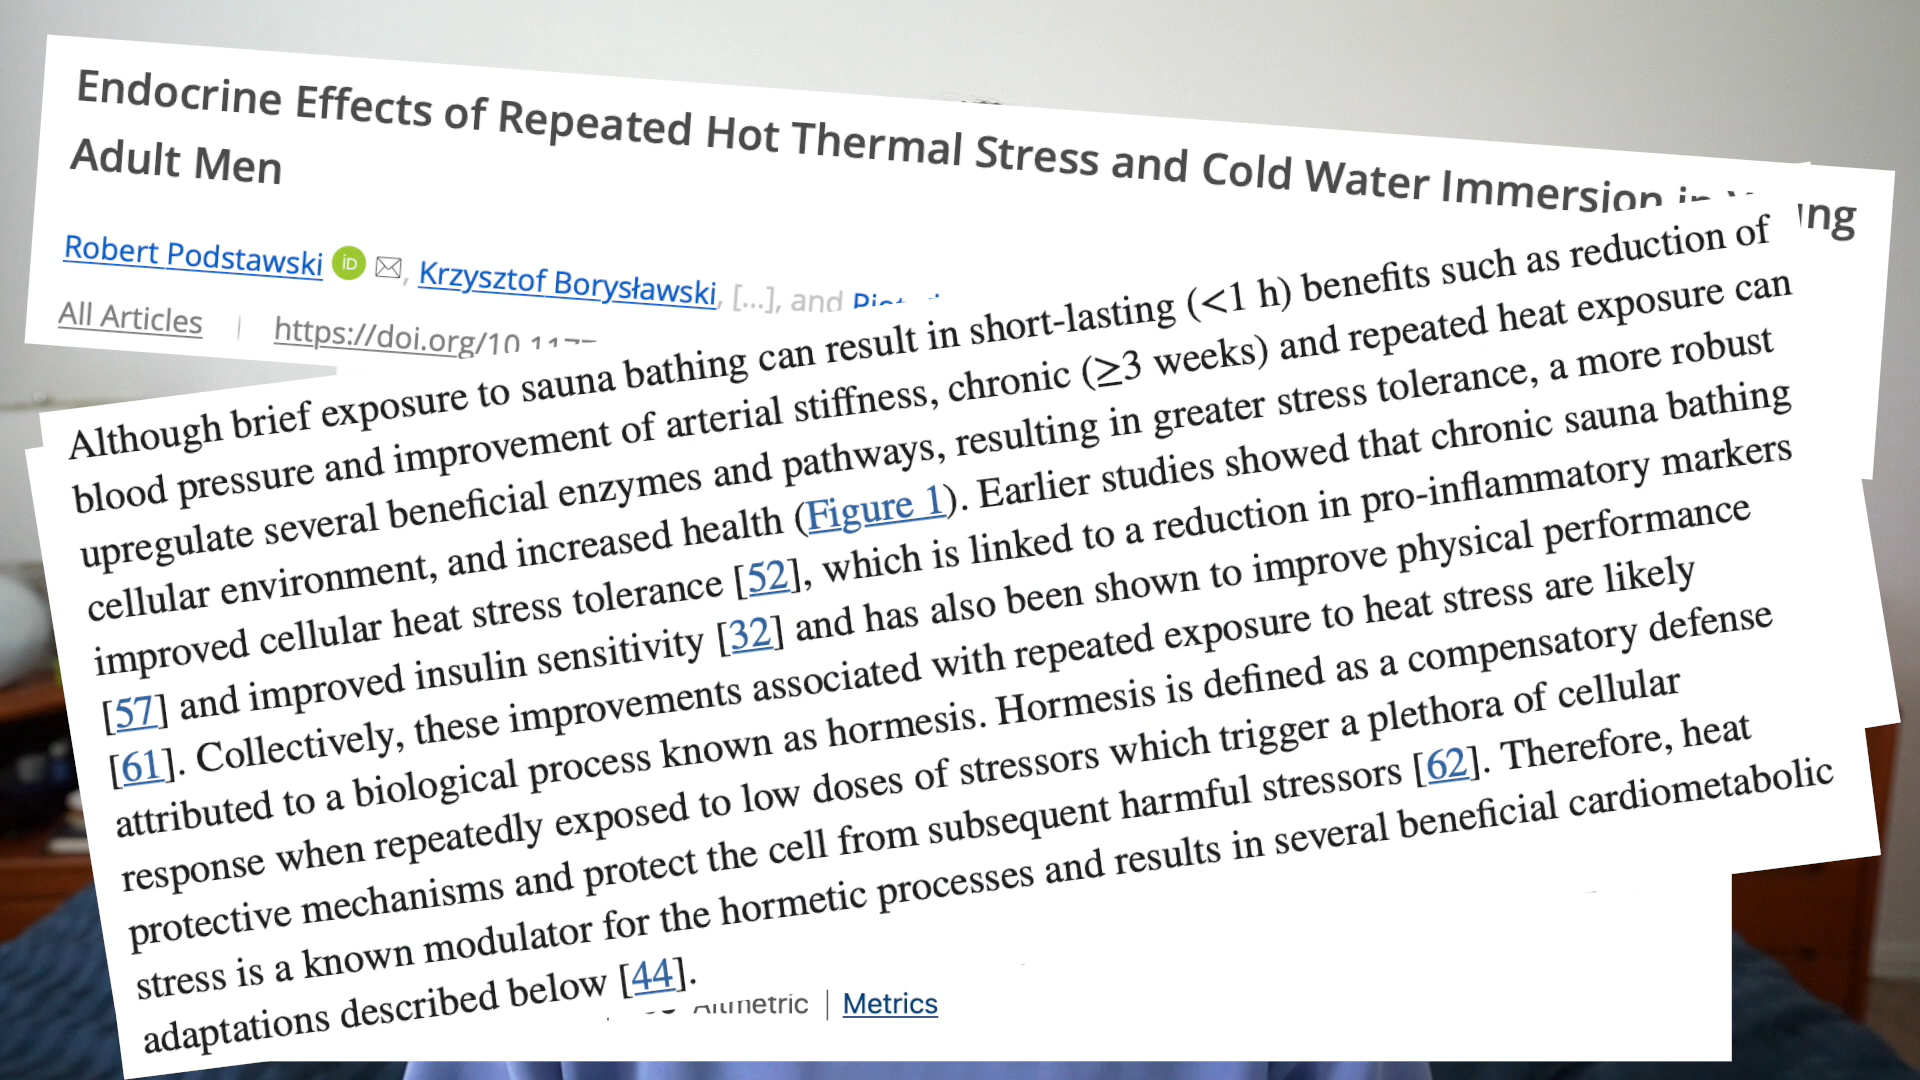 Endocrine Effects of Repeated Hot Thermal Stress and Cold Water Immersion in
Adult Men
Robert Podstawski iD , Krzysztof Borysławski, [...], and
All Articles | https://doi.org/10
Although brief exposure to sauna bathing can result in short-lasting (<1 h) benefits such as reduction of
blood pressure and improvement of arterial stiffness, chronic (≥3 weeks) and repeated heat exposure can
upregulate several beneficial enzymes and pathways, resulting in greater stress tolerance, a more robust
cellular environment, and increased health (Figure 1). Earlier studies showed that chronic sauna bathing
improved cellular heat stress tolerance [52], which is linked to a reduction in pro-inflammatory markers
[57] and improved insulin sensitivity [32] and has also been shown to improve physical performance
[61]. Collectively, these improvements associated with repeated exposure to heat stress are likely
attributed to a biological process known as hormesis. Hormesis is defined as a compensatory defense
response when repeatedly exposed to low doses of stressors which trigger a plethora of cellular
protective mechanisms and protect the cell from subsequent harmful stressors [62]. Therefore, heat
stress is a known modulator for the hormetic processes and results in several beneficial cardiometabolic
adaptations described below [44].
Altmetric | Metrics